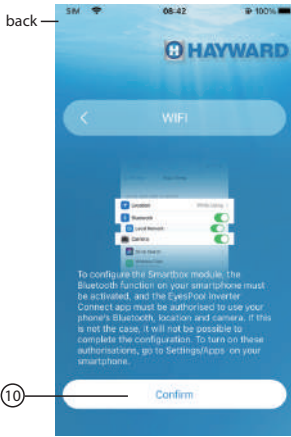 back
SIM 08:42 100%
HAYWARD
WIFI
Location While Using
Bluetooth
Local Network
Camera
To configure the Smartbox module, the
Bluetooth function on your smartphone must
be activated, and the EyesPool Inverter
Connect app must be authorised to use your
phone's Bluetooth, location and camera. If this
is not the case, it will not be possible to
complete the configuration. To turn on these
authorisations, go to Settings/Apps on your
smartphone.
10 Confirm